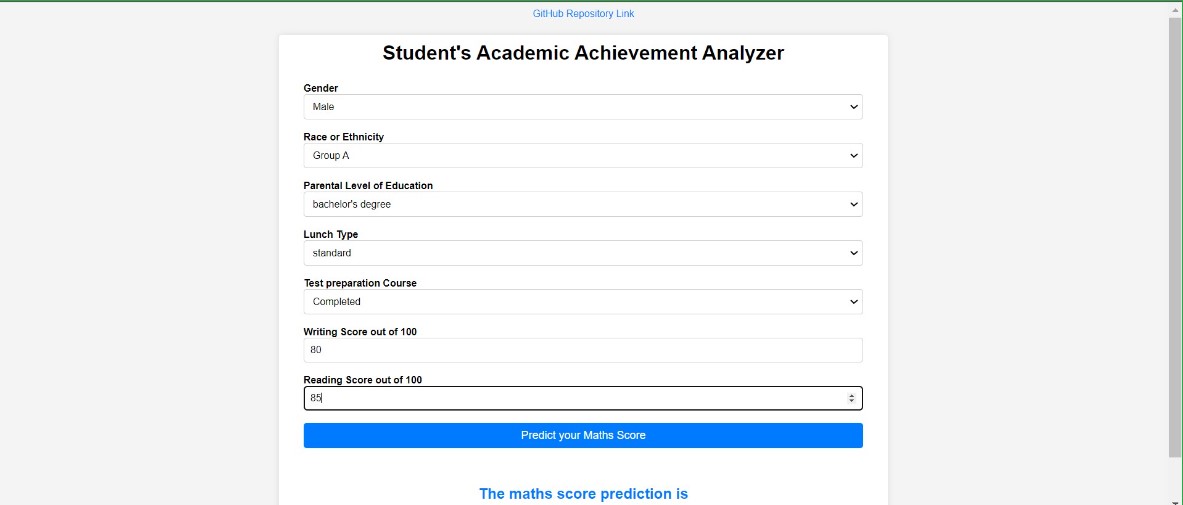 GitHub Repository Link
Student's Academic Achievement Analyzer
Gender
Male
Race or Ethnicity
Group A
Parental Level of Education
bachelor's degree
Lunch Type
standard
Test preparation Course
Completed
Writing Score out of 100
80
Reading Score out of 100
85
Predict your Maths Score
The maths score prediction is